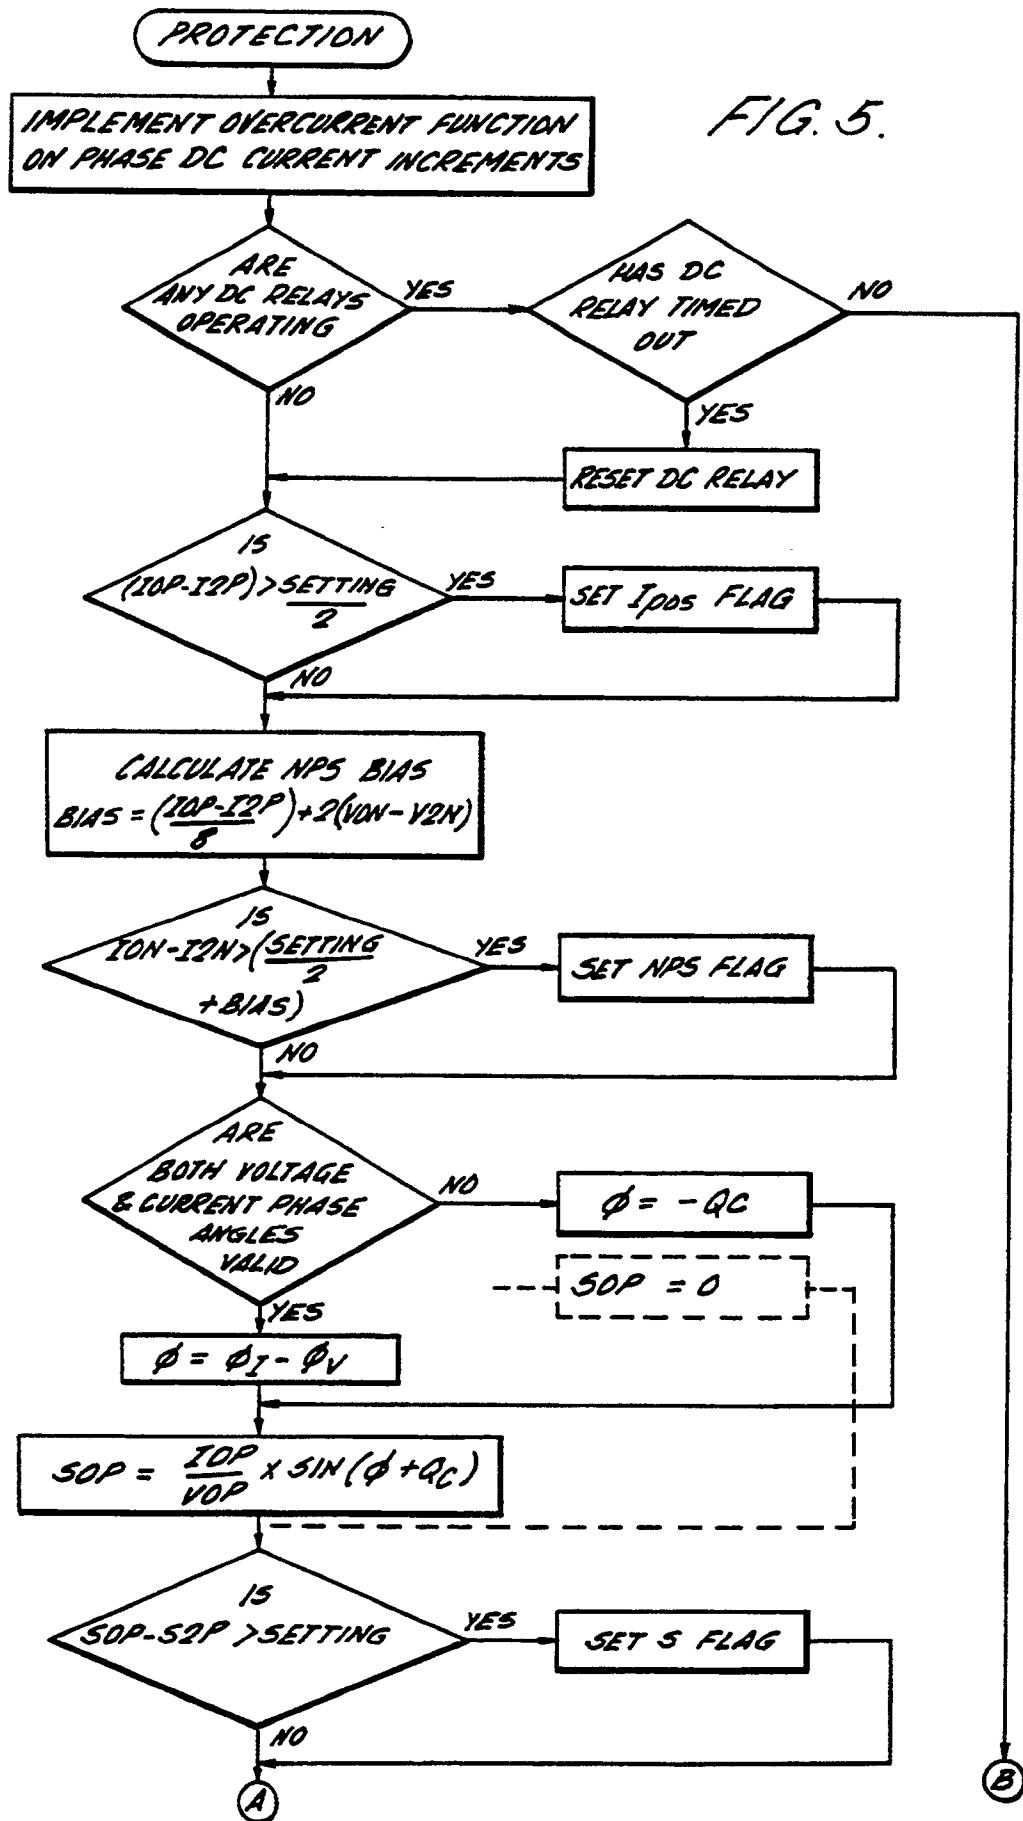 PROTECTION
FIG. 5.
IMPLEMENT OVERCURRENT FUNCTION
ON PHASE DC CURRENT INCREMENTS
ARE
ANY DC RELAYS
OPERATING
YES
NO
HAS DC
RELAY TIMED
OUT
NO
YES
RESET DC RELAY
IS
(IOP-I2P) > SETTING
2
YES
NO
SET Ipos FLAG
CALCULATE NPS BIAS
BIAS = (IOP-I2P) + 2(VON-V2N)
8
IS
ION-I2N > (SETTING
2
+BIAS)
YES
NO
SET NPS FLAG
ARE
BOTH VOLTAGE
& CURRENT PHASE
ANGLES
VALID
NO
YES
ϕ = -QC
SOP = 0
ϕ = ϕI - ϕV
SOP = IOP x SIN (ϕ + QC)
VOP
IS
SOP-S2P > SETTING
YES
NO
SET S FLAG
A
B